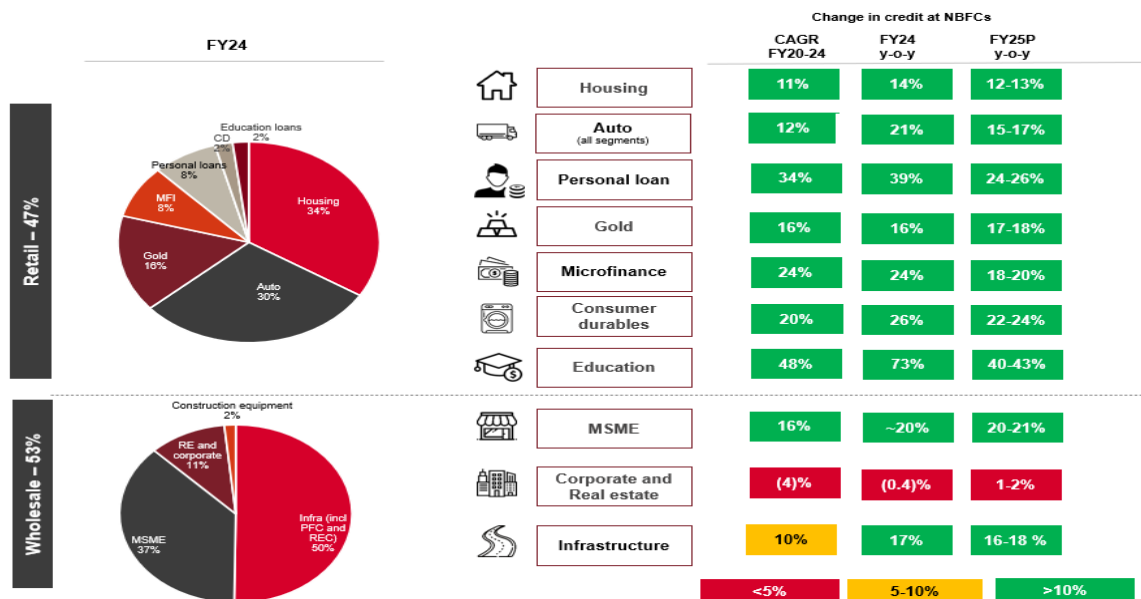 Change in credit at NBFCs
FY24
CAGR
FY20-24
FY24
y-o-y
FY25P
y-o-y
Retail – 47%
Education loans
2%
CD
2%
Personal loans
8%
MFI
8%
Gold
16%
Housing
34%
Auto
30%
Housing
11%
14%
12-13%
Auto
(all segments)
12%
21%
15-17%
Personal loan
34%
39%
24-26%
Gold
16%
16%
17-18%
Microfinance
24%
24%
18-20%
Consumer
durables
20%
26%
22-24%
Education
48%
73%
40-43%
Wholesale – 53%
Construction equipment
2%
RE and
corporate
11%
MSME
37%
Infra (incl
PFC and
REC)
50%
MSME
16%
~20%
20-21%
Corporate and
Real estate
(4)%
(0.4)%
1-2%
Infrastructure
10%
17%
16-18 %
<5%
5-10%
>10%